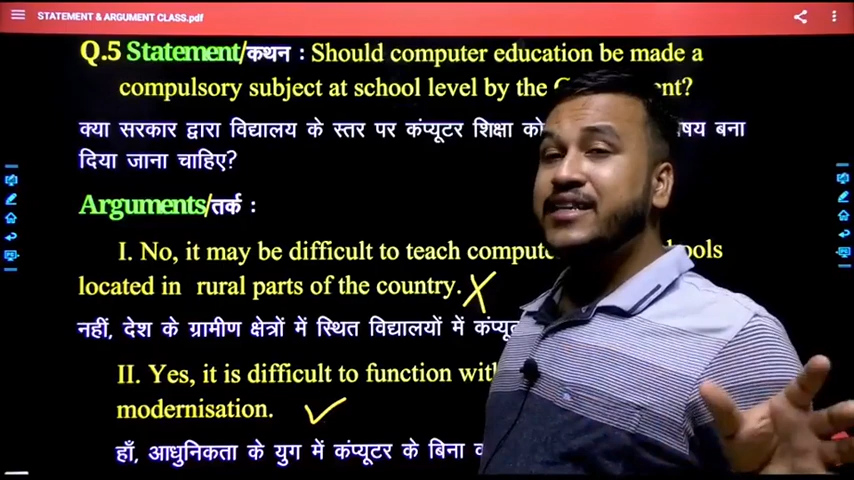 STATEMENT & ARGUMENT CLASS.pdf
Q.5 Statement/कथन : Should computer education be made a
compulsory subject at school level by the
क्या सरकार द्वारा विद्यालय के स्तर पर कंप्यूटर शिक्षा को बना
दिया जाना चाहिए?
Arguments/तर्क :
I. No, it may be difficult to teach
located in rural parts of the country.
नहीं, देश के ग्रामीण क्षेत्रों में स्थित विद्यालयों में
II. Yes, it is difficult to function
modernisation.
हाँ, आधुनिकता के युग में कंप्यूटर के बिना